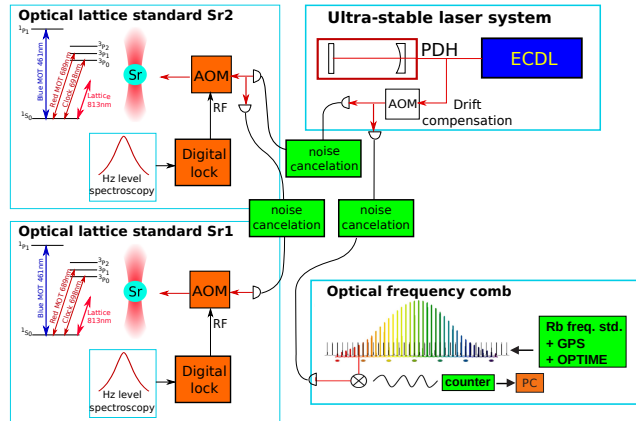 Optical lattice standard Sr2
¹P₁
³P₂
³P₁
³P₀
Blue MOT 461nm
Red MOT 689nm
Clock 698nm
Lattice
813nm
¹S₀
Sr
AOM
RF
Hz level
spectroscopy
Digital
lock
Ultra-stable laser system
PDH
ECDL
AOM
Drift
compensation
noise
cancelation
noise
cancelation
noise
cancelation
Optical lattice standard Sr1
¹P₁
³P₂
³P₁
³P₀
Blue MOT 461nm
Red MOT 689nm
Clock 698nm
Lattice
813nm
¹S₀
Sr
AOM
RF
Hz level
spectroscopy
Digital
lock
Optical frequency comb
Rb freq. std.
+ GPS
+ OPTIME
counter
PC